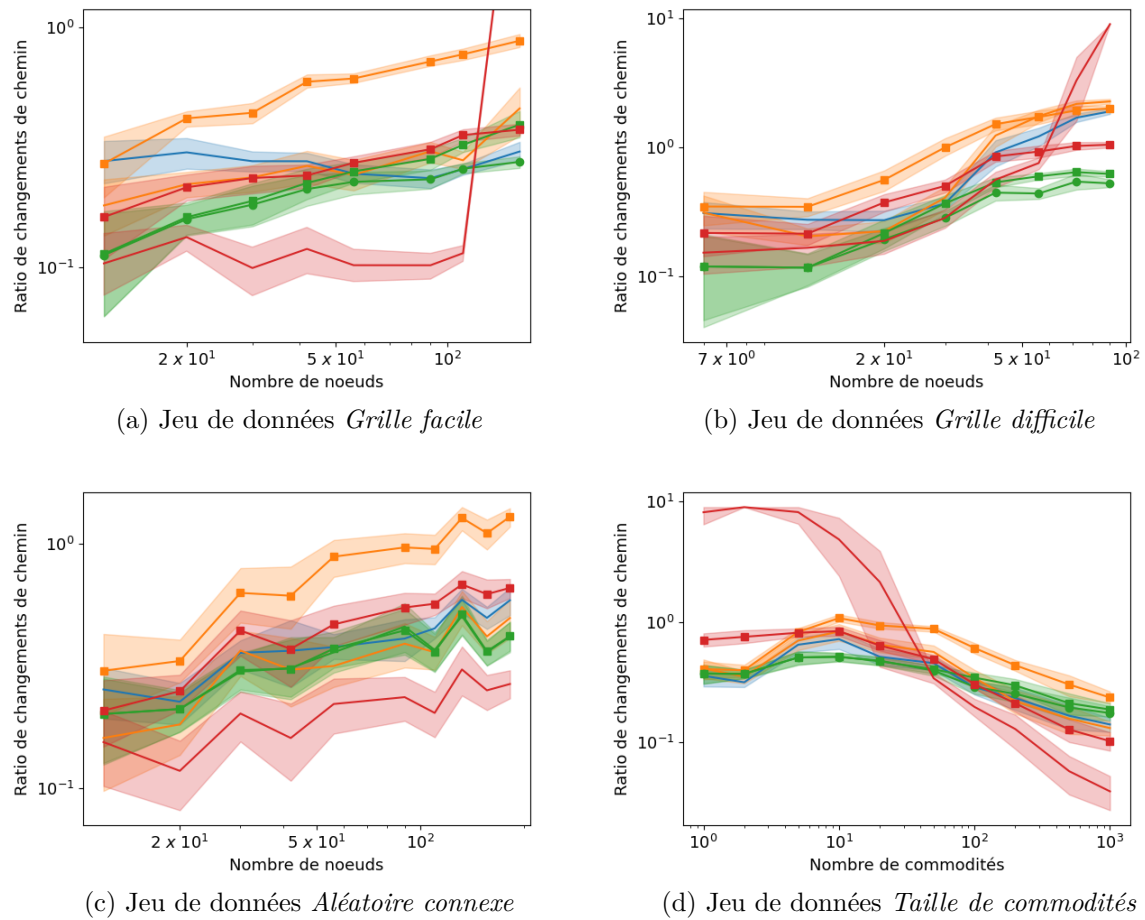 Ratio de changements de chemin
10⁰
10⁻¹
2 x 10¹
5 x 10¹
10²
Nombre de noeuds
(a) Jeu de données Grille facile
Ratio de changements de chemin
10¹
10⁰
10⁻¹
7 x 10⁰
2 x 10¹
5 x 10¹
10²
Nombre de noeuds
(b) Jeu de données Grille difficile
Ratio de changements de chemin
10⁰
10⁻¹
2 x 10¹
5 x 10¹
10²
Nombre de noeuds
(c) Jeu de données Aléatoire connexe
Ratio de changements de chemin
10¹
10⁰
10⁻¹
10⁰
10¹
10²
10³
Nombre de commodités
(d) Jeu de données Taille de commodités